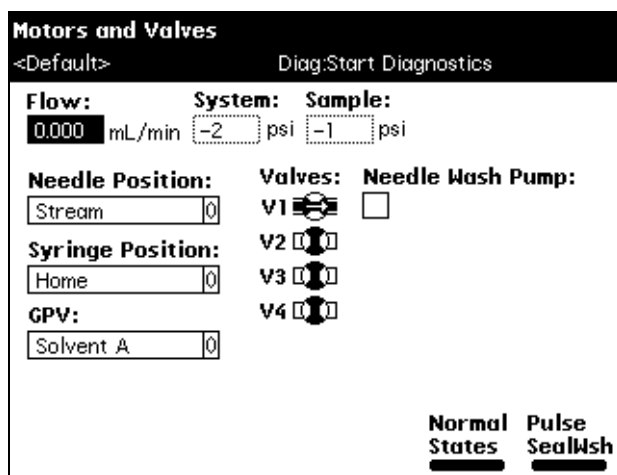 Motors and Valves
<Default> Diag:Start Diagnostics
Flow: System: Sample:
0.000 mL/min -2 psi -1 psi
Needle Position: Valves: Needle Wash Pump:
Stream 0 V1
Syringe Position: V2
Home 0 V3
GPV: V4
Solvent A 0
Normal Pulse
States SealWsh